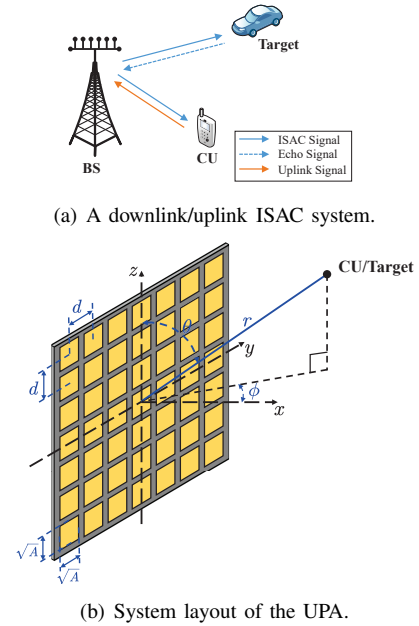 Target
BS
CU
ISAC Signal
Echo Signal
Uplink Signal
(a) A downlink/uplink ISAC system.
z
CU/Target
d
r
θ
y
d
ϕ
x
√A
√A
(b) System layout of the UPA.